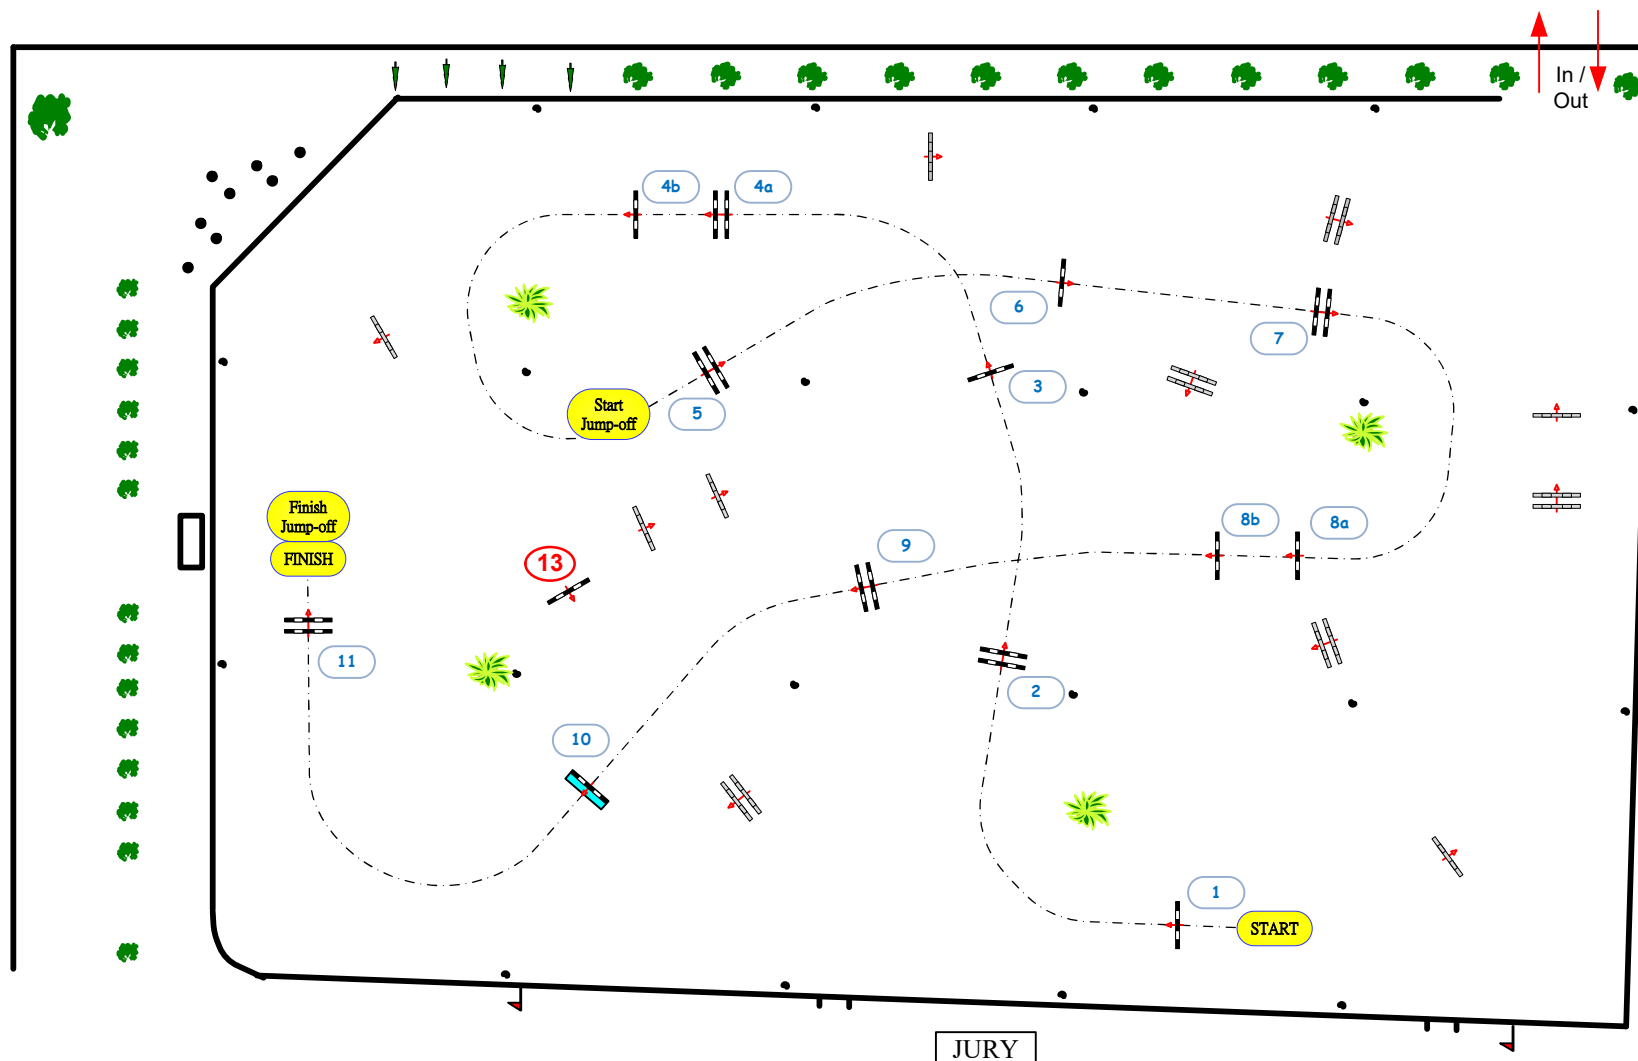 In /
Out
4b
4a
6
7
3
Start
Jump-off
5
Finish
Jump-off
FINISH
13
9
8b
8a
11
2
10
1
START
JURY